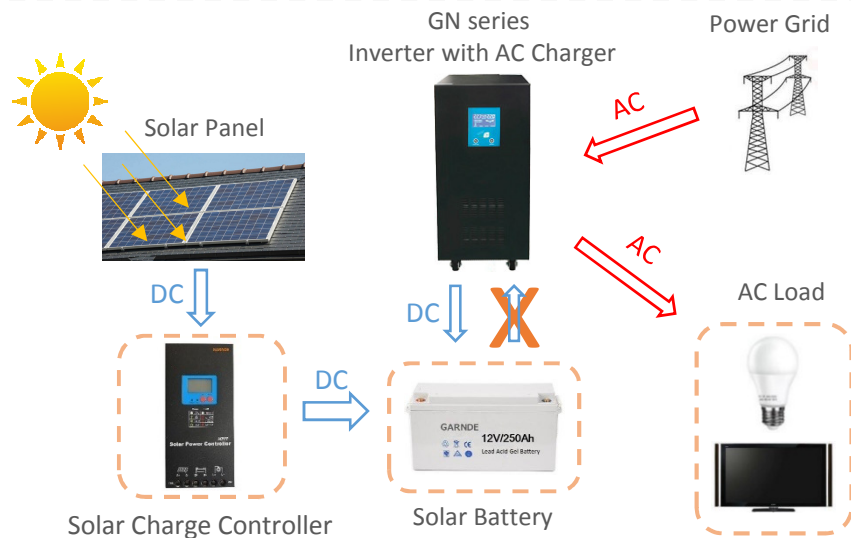 GN series
Inverter with AC Charger
Power Grid
AC
Solar Panel
AC
DC
DC
AC Load
DC
Solar Power Controller
GARNDE
12V/250Ah
Lead Acid Gel Battery
Solar Charge Controller
Solar Battery